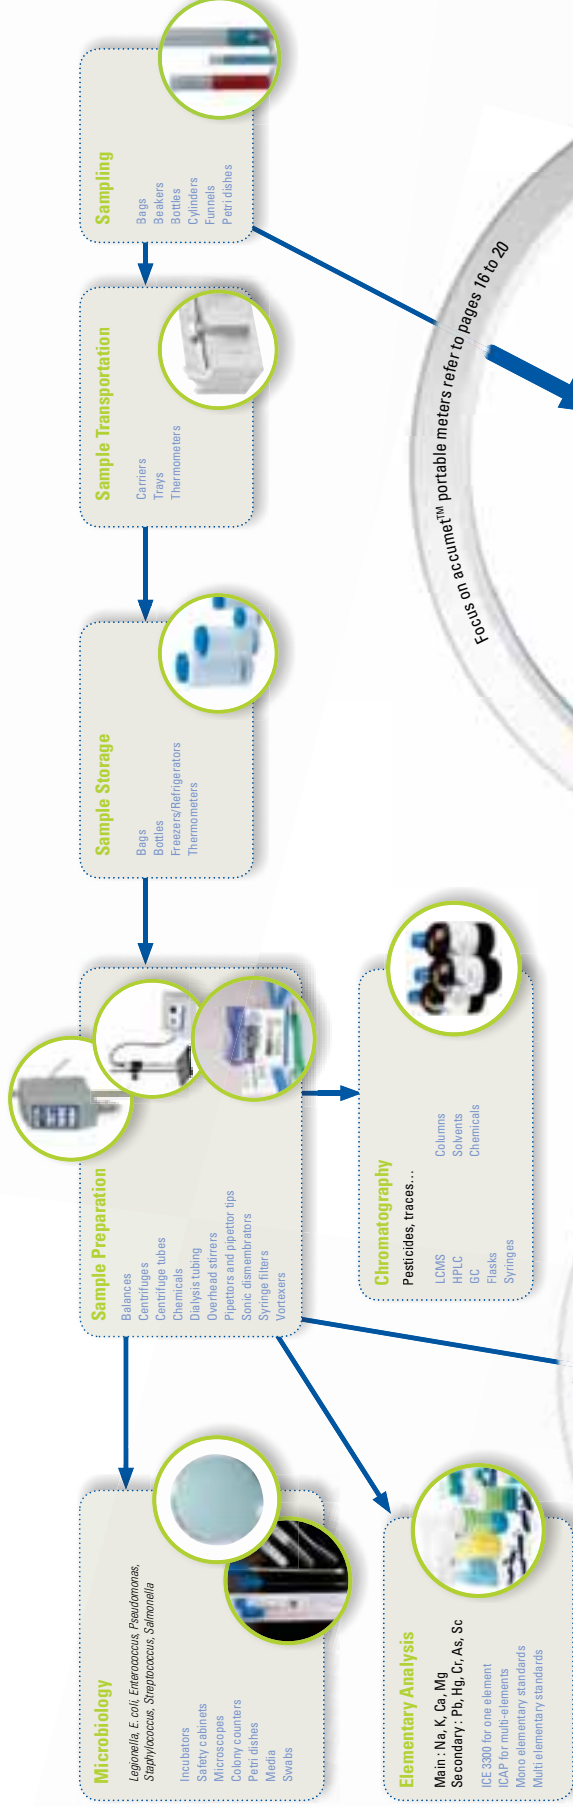 Sampling
Bags
Beakers
Bottles
Cylinders
Funnels
Petri dishes
Sample Transportation
Carriers
Trays
Thermometers
Sample Storage
Bags
Bottles
Freezers/Refrigerators
Thermometers
Sample Preparation
Balances
Centrifuges
Centrifuge tubes
Chemicals
Dialysis tubing
Overhead stirrers
Pipettors and pipettor tips
Sonic dismembrators
Syringe filters
Vortexers
Chromatography
Pesticides, traces…
LCMS
HPLC
GC
Flasks
Syringes
Columns
Solvents
Chemicals
Microbiology
Legionella, E. coli, Enterococcus, Pseudomonas,
Staphylococcus, Streptococcus, Salmonella
Incubators
Safety cabinets
Microscopes
Colony counters
Petri dishes
Media
Swabs
Elementary Analysis
Main : Na, K, Ca, Mg
Secondary : Pb, Hg, Cr, As, Sc
ICE 3300 for one element
ICAP for multi-elements
Mono elementary standards
Multi elementary standards
Focus on accumet™ portable meters refer to pages 16 to 20